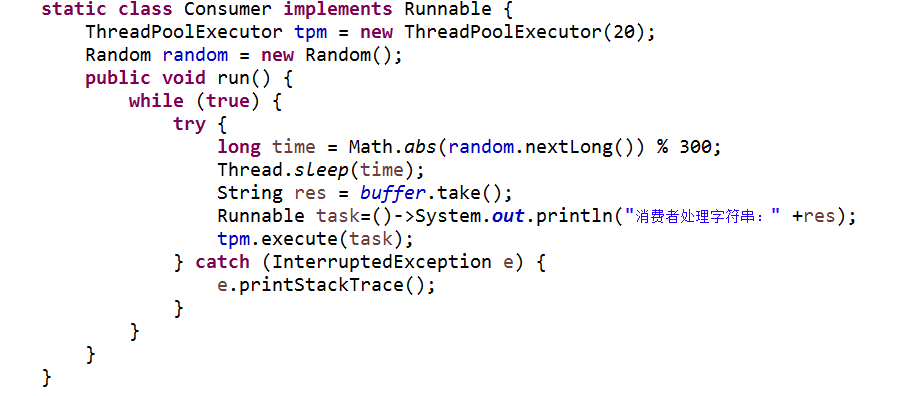 static class Consumer implements Runnable {
    ThreadPoolExecutor tpm = new ThreadPoolExecutor(20);
    Random random = new Random();
    public void run() {
        while (true) {
            try {
                long time = Math.abs(random.nextLong()) % 300;
                Thread.sleep(time);
                String res = buffer.take();
                Runnable task=()->System.out.println("消费者处理字符串：" +res);
                tpm.execute(task);
            } catch (InterruptedException e) {
                e.printStackTrace();
            }
        }
    }
}